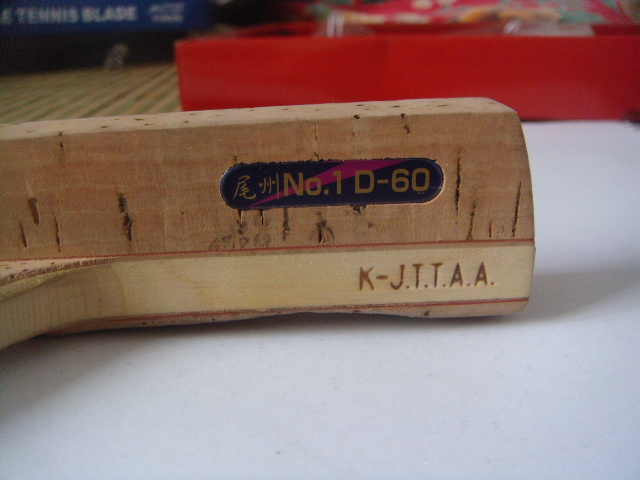 E TENNIS BLADE
尾州 No.1 D-60
K-J.T.T.A.A.